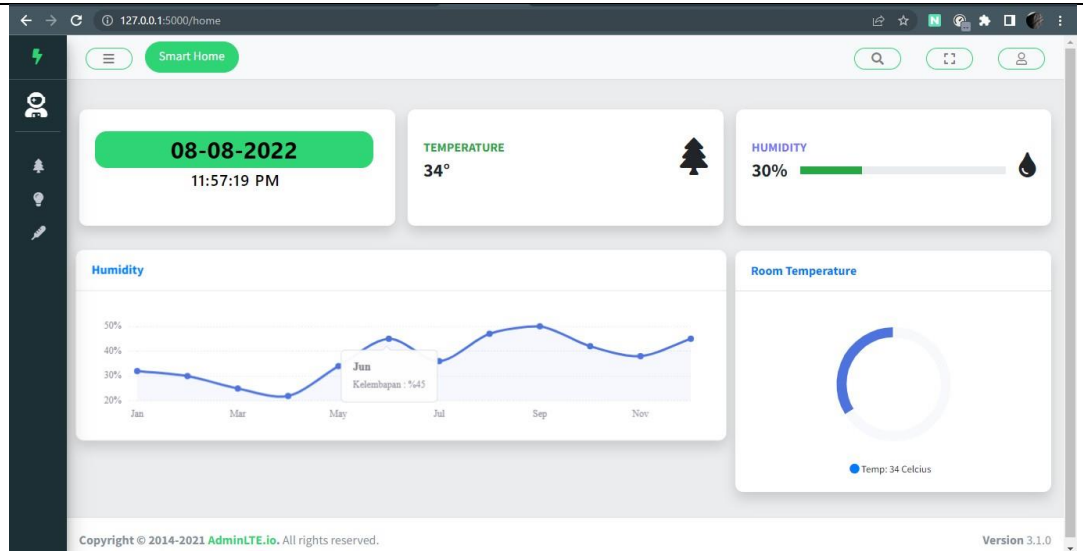 127.0.0.1:5000/home
Smart Home
08-08-2022
11:57:19 PM
TEMPERATURE
34°
HUMIDITY
30%
Humidity
50%
40%
30%
20%
Jun
Kelembapan : %45
Jan Mar May Jul Sep Nov
Room Temperature
Temp: 34 Celcius
Copyright © 2014-2021 AdminLTE.io. All rights reserved.
Version 3.1.0